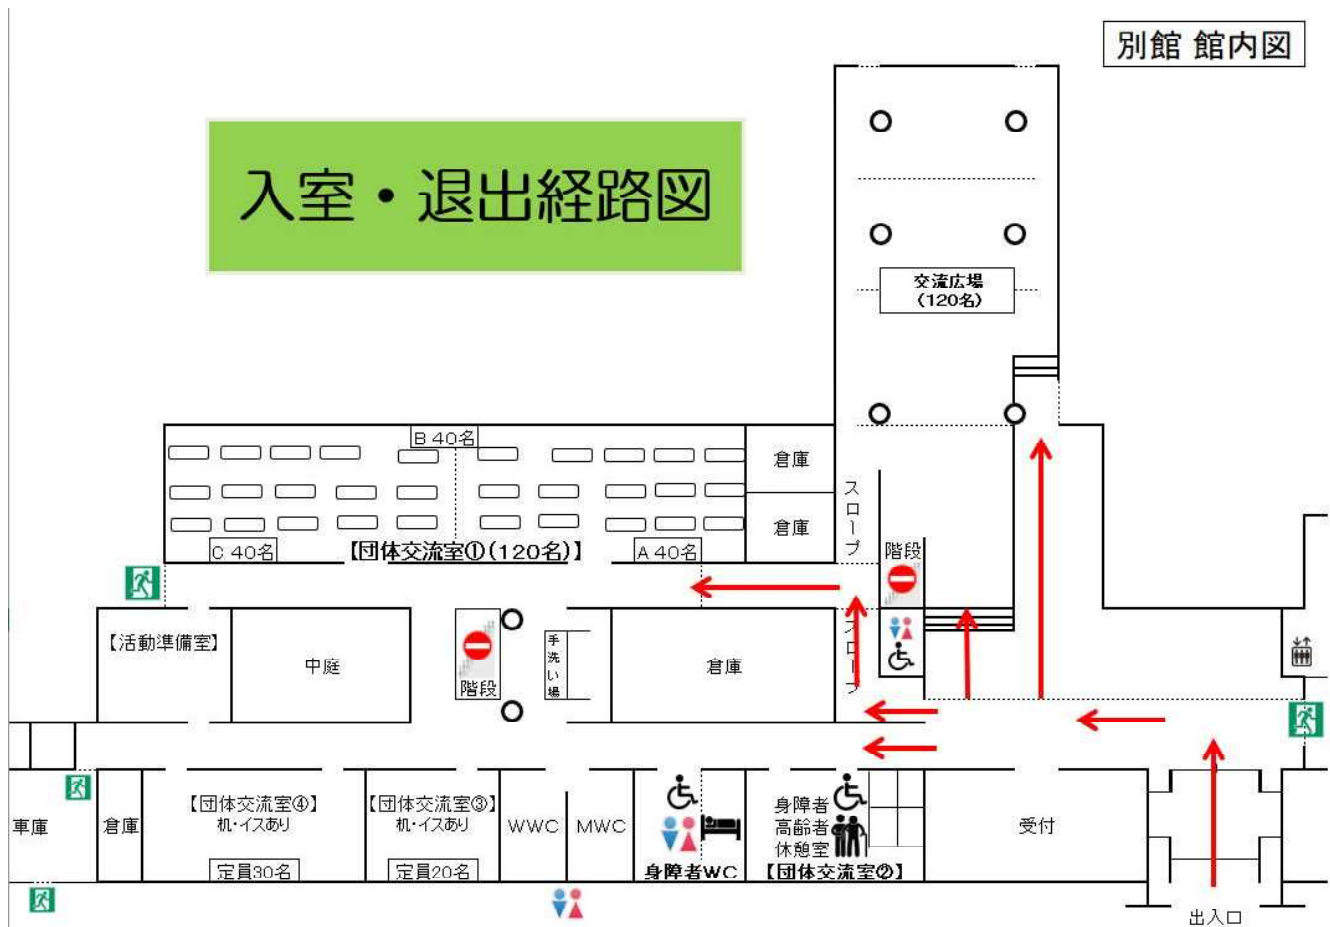 別館 館内図
入室・退出経路図
交流広場
(120名)
B 40名
倉庫
倉庫
スロープ
階段
C 40名
【団体交流室①(120名)】
A 40名
【活動準備室】
中庭
階段
手洗い場
倉庫
スロープ
車庫
倉庫
【団体交流室④】
机・イスあり
定員30名
【団体交流室③】
机・イスあり
定員20名
WWC
MWC
身障者WC
身障者
高齢者
休憩室
【団体交流室②】
受付
出入口